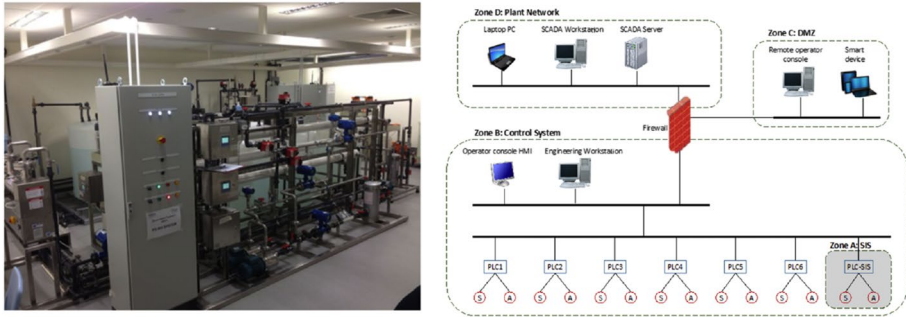 Zone D: Plant Network
Laptop PC
SCADA Workstation
SCADA Server
Zone C: DMZ
Remote operator
console
Smart
device
Firewall
Zone B: Control System
Operator console HMI
Engineering Workstation
Zone A: SIS
PLC1
PLC2
PLC3
PLC4
PLC5
PLC6
PLC-SIS
S A S A S A S A S A S A S A